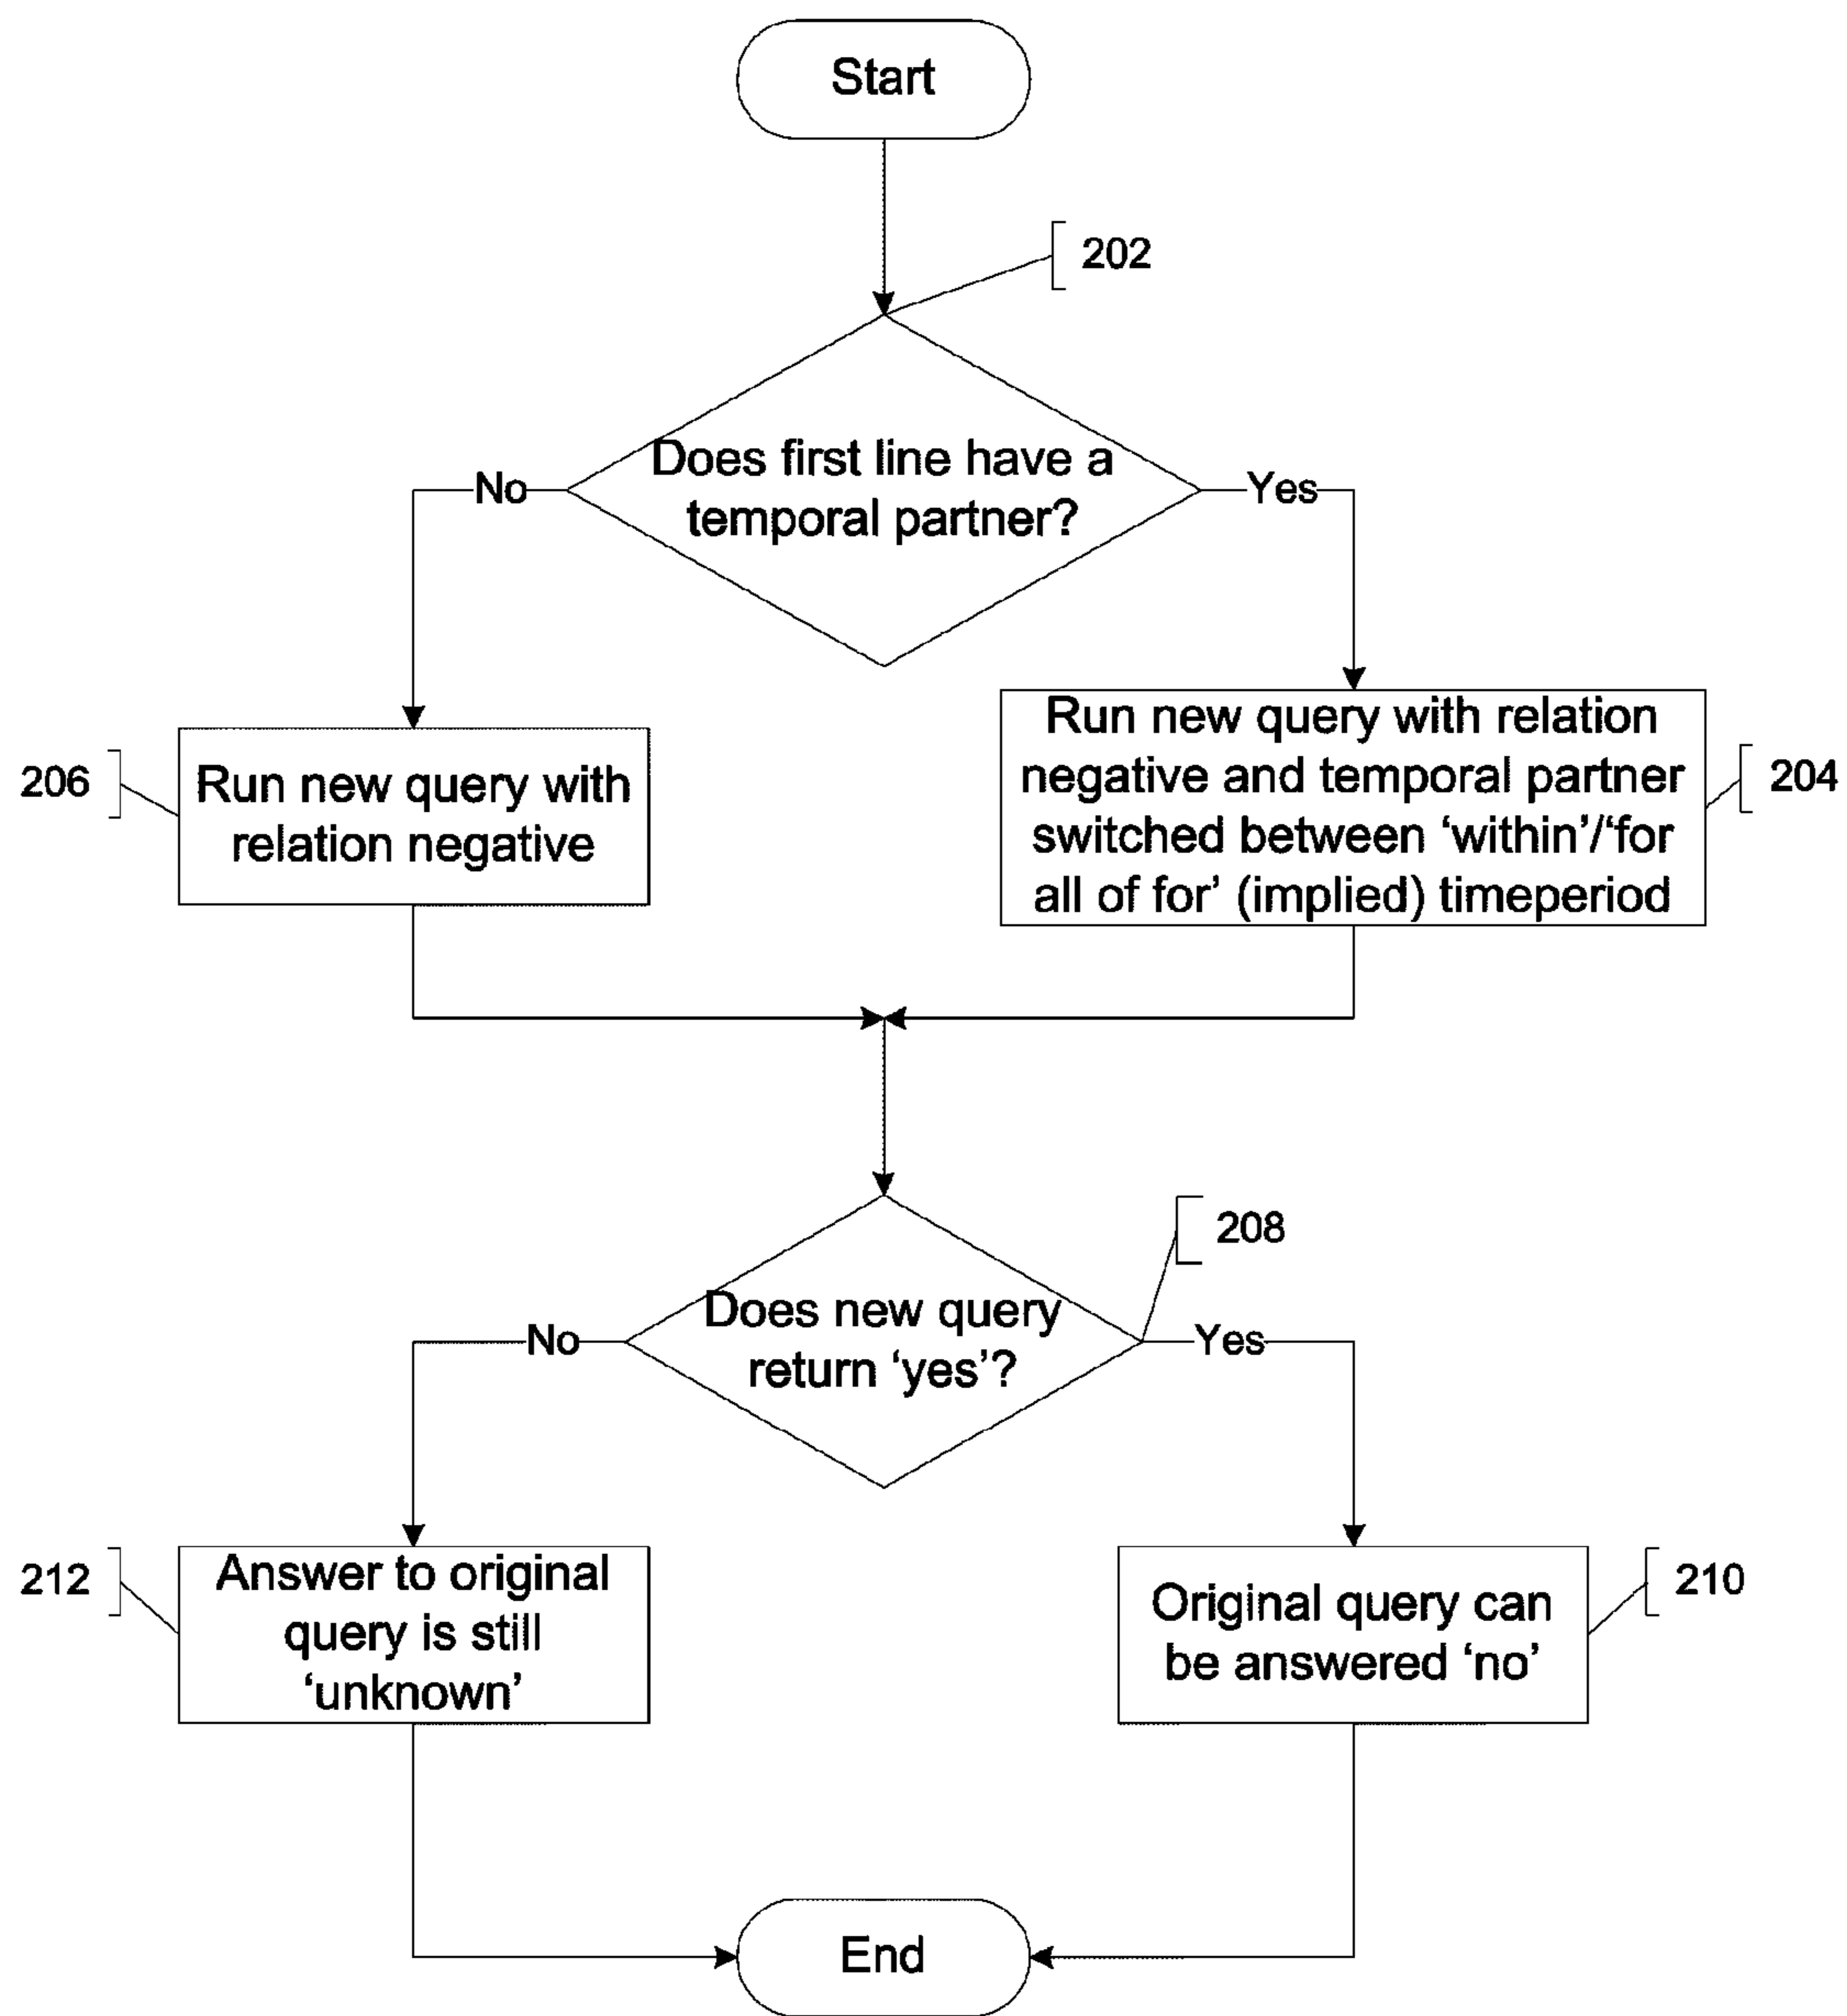 Start
202
Does first line have a
temporal partner?
No
Yes
206
Run new query with
relation negative
Run new query with relation
negative and temporal partner
switched between ‘within’/‘for
all of for’ (implied) timeperiod
204
208
Does new query
return ‘yes’?
No
Yes
212
Answer to original
query is still
‘unknown’
Original query can
be answered ‘no’
210
End